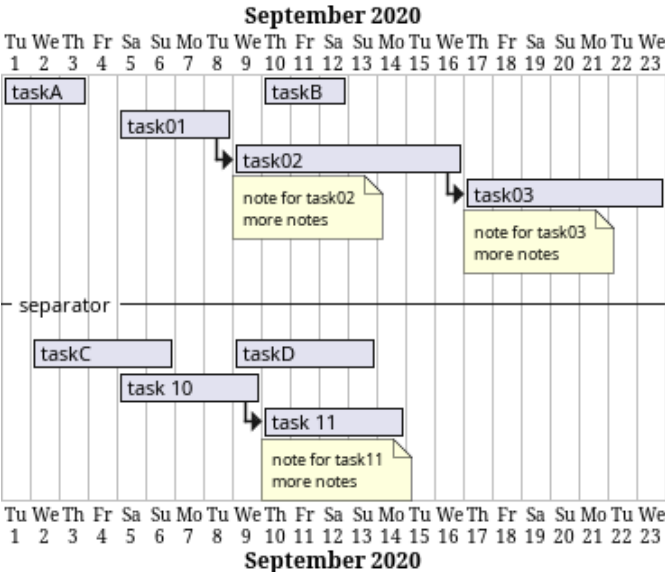 September 2020
Tu We Th Fr Sa Su Mo Tu We Th Fr Sa Su Mo Tu We Th Fr Sa Su Mo Tu We
1 2 3 4 5 6 7 8 9 10 11 12 13 14 15 16 17 18 19 20 21 22 23
taskA taskB
task01
task02
note for task02
more notes
task03
note for task03
more notes
separator
taskC taskD
task 10
task 11
note for task11
more notes
Tu We Th Fr Sa Su Mo Tu We Th Fr Sa Su Mo Tu We Th Fr Sa Su Mo Tu We
1 2 3 4 5 6 7 8 9 10 11 12 13 14 15 16 17 18 19 20 21 22 23
September 2020